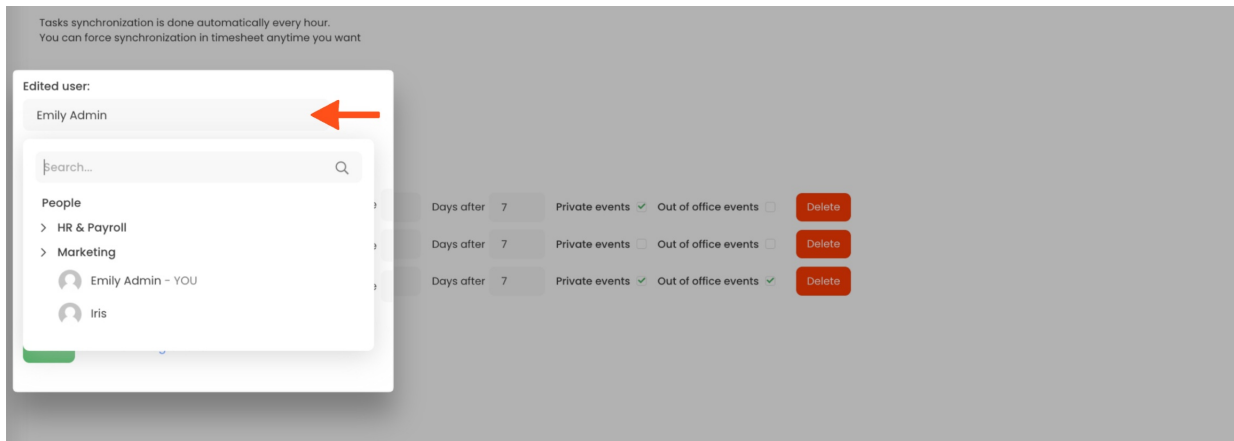 Tasks synchronization is done automatically every hour.
You can force synchronization in timesheet anytime you want
Edited user:
Emily Admin
Search...
People
HR & Payroll
Marketing
Emily Admin - YOU
Iris
Days after 7 Private events Out of office events Delete
Days after 7 Private events Out of office events Delete
Days after 7 Private events Out of office events Delete